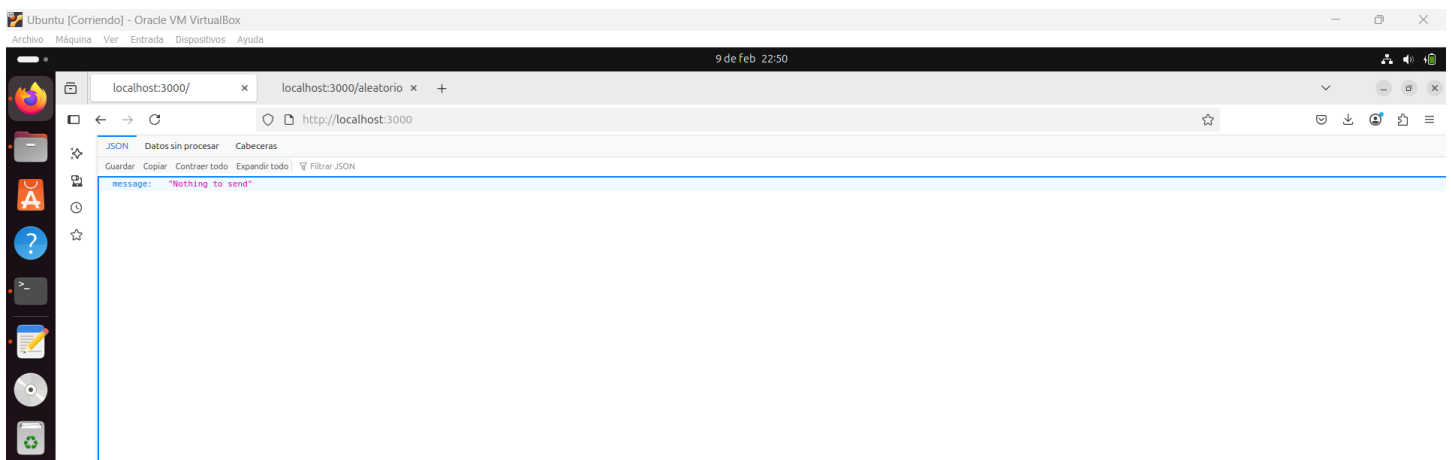 Ubuntu [Corriendo] - Oracle VM VirtualBox
Archivo Máquina Ver Entrada Dispositivos Ayuda
9 de feb 22:50
localhost:3000/ × localhost:3000/aleatorio × +
http://localhost:3000
JSON Datos sin procesar Cabeceras
Guardar Copiar Contraer todo Expandir todo Filtrar JSON
message: "Nothing to send"